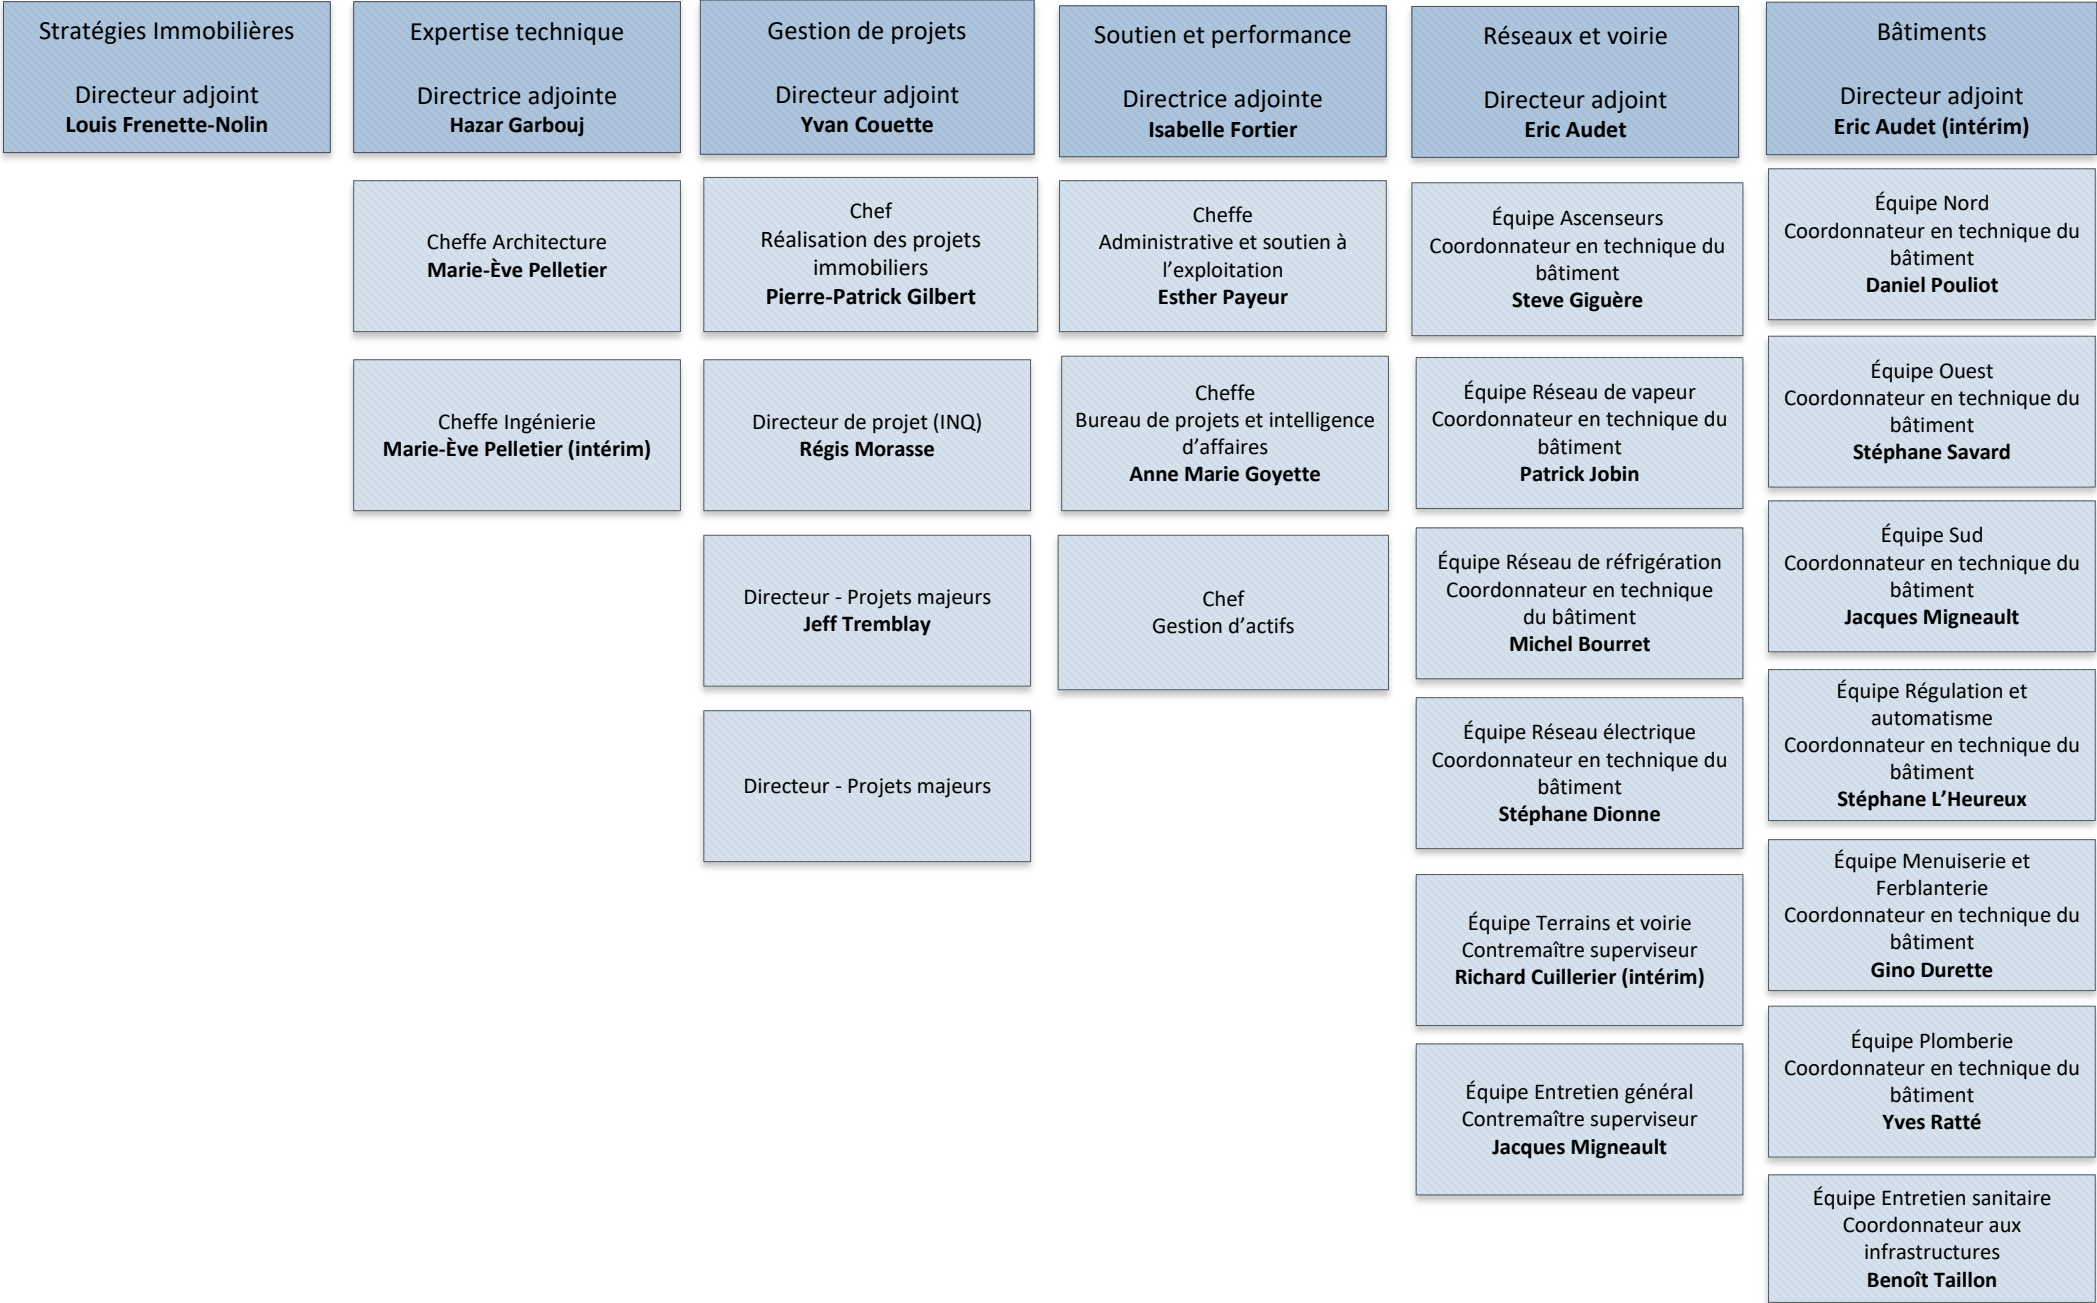 Stratégies Immobilières
Directeur adjoint
Louis Frenette-Nolin
Expertise technique
Directrice adjointe
Hazar Garbouj
Cheffe Architecture
Marie-Ève Pelletier
Cheffe Ingénierie
Marie-Ève Pelletier (intérim)
Gestion de projets
Directeur adjoint
Yvan Couette
Chef
Réalisation des projets
immobiliers
Pierre-Patrick Gilbert
Directeur de projet (INQ)
Régis Morasse
Directeur - Projets majeurs
Jeff Tremblay
Directeur - Projets majeurs
Soutien et performance
Directrice adjointe
Isabelle Fortier
Cheffe
Administrative et soutien à
l’exploitation
Esther Payeur
Cheffe
Bureau de projets et intelligence
d’affaires
Anne Marie Goyette
Chef
Gestion d’actifs
Réseaux et voirie
Directeur adjoint
Eric Audet
Équipe Ascenseurs
Coordonnateur en technique du
bâtiment
Steve Giguère
Équipe Réseau de vapeur
Coordonnateur en technique du
bâtiment
Patrick Jobin
Équipe Réseau de réfrigération
Coordonnateur en technique
du bâtiment
Michel Bourret
Équipe Réseau électrique
Coordonnateur en technique du
bâtiment
Stéphane Dionne
Équipe Terrains et voirie
Contremaître superviseur
Richard Cuillerier (intérim)
Équipe Entretien général
Contremaître superviseur
Jacques Migneault
Bâtiments
Directeur adjoint
Eric Audet (intérim)
Équipe Nord
Coordonnateur en technique du
bâtiment
Daniel Pouliot
Équipe Ouest
Coordonnateur en technique du
bâtiment
Stéphane Savard
Équipe Sud
Coordonnateur en technique du
bâtiment
Jacques Migneault
Équipe Régulation et
automatisme
Coordonnateur en technique du
bâtiment
Stéphane L’Heureux
Équipe Menuiserie et
Ferblanterie
Coordonnateur en technique du
bâtiment
Gino Durette
Équipe Plomberie
Coordonnateur en technique du
bâtiment
Yves Ratté
Équipe Entretien sanitaire
Coordonnateur aux
infrastructures
Benoît Taillon